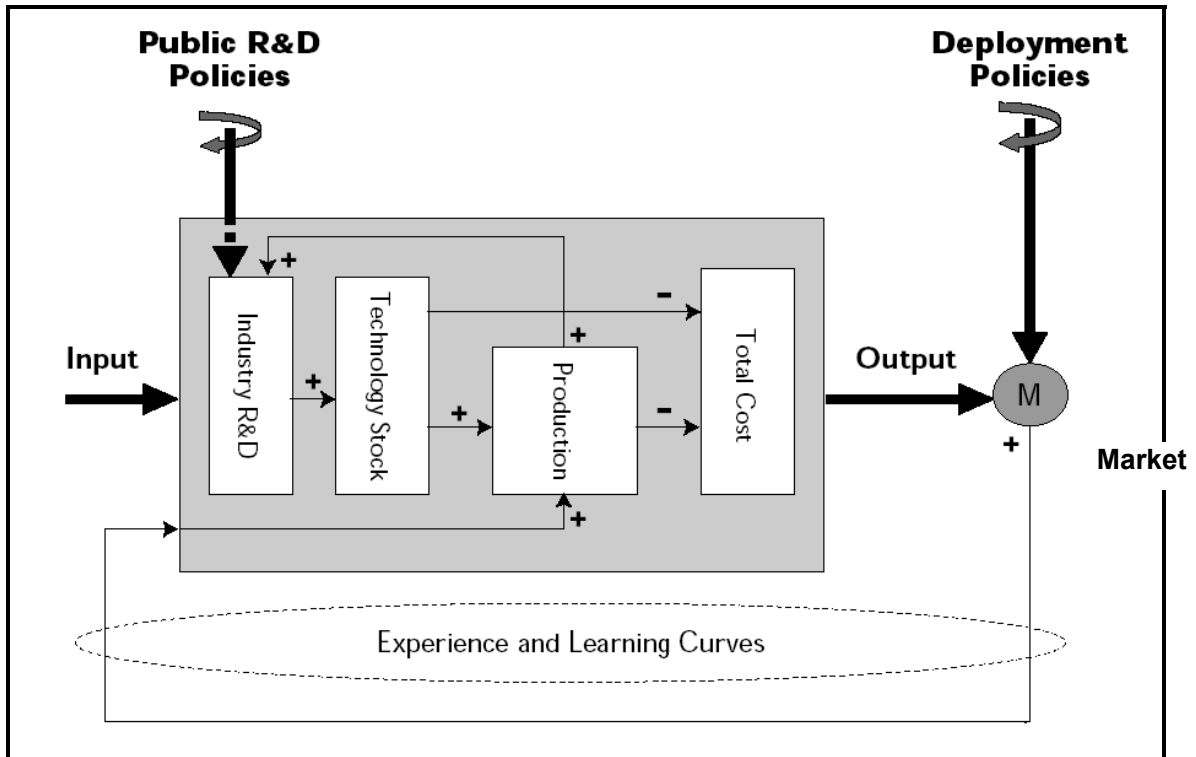 Public R&D
Policies
Deployment
Policies
+
Input
Industry R&D
+
Technology Stock
+
+
Production
+
-
-
Total Cost
Output
M
+
Market
Experience and Learning Curves